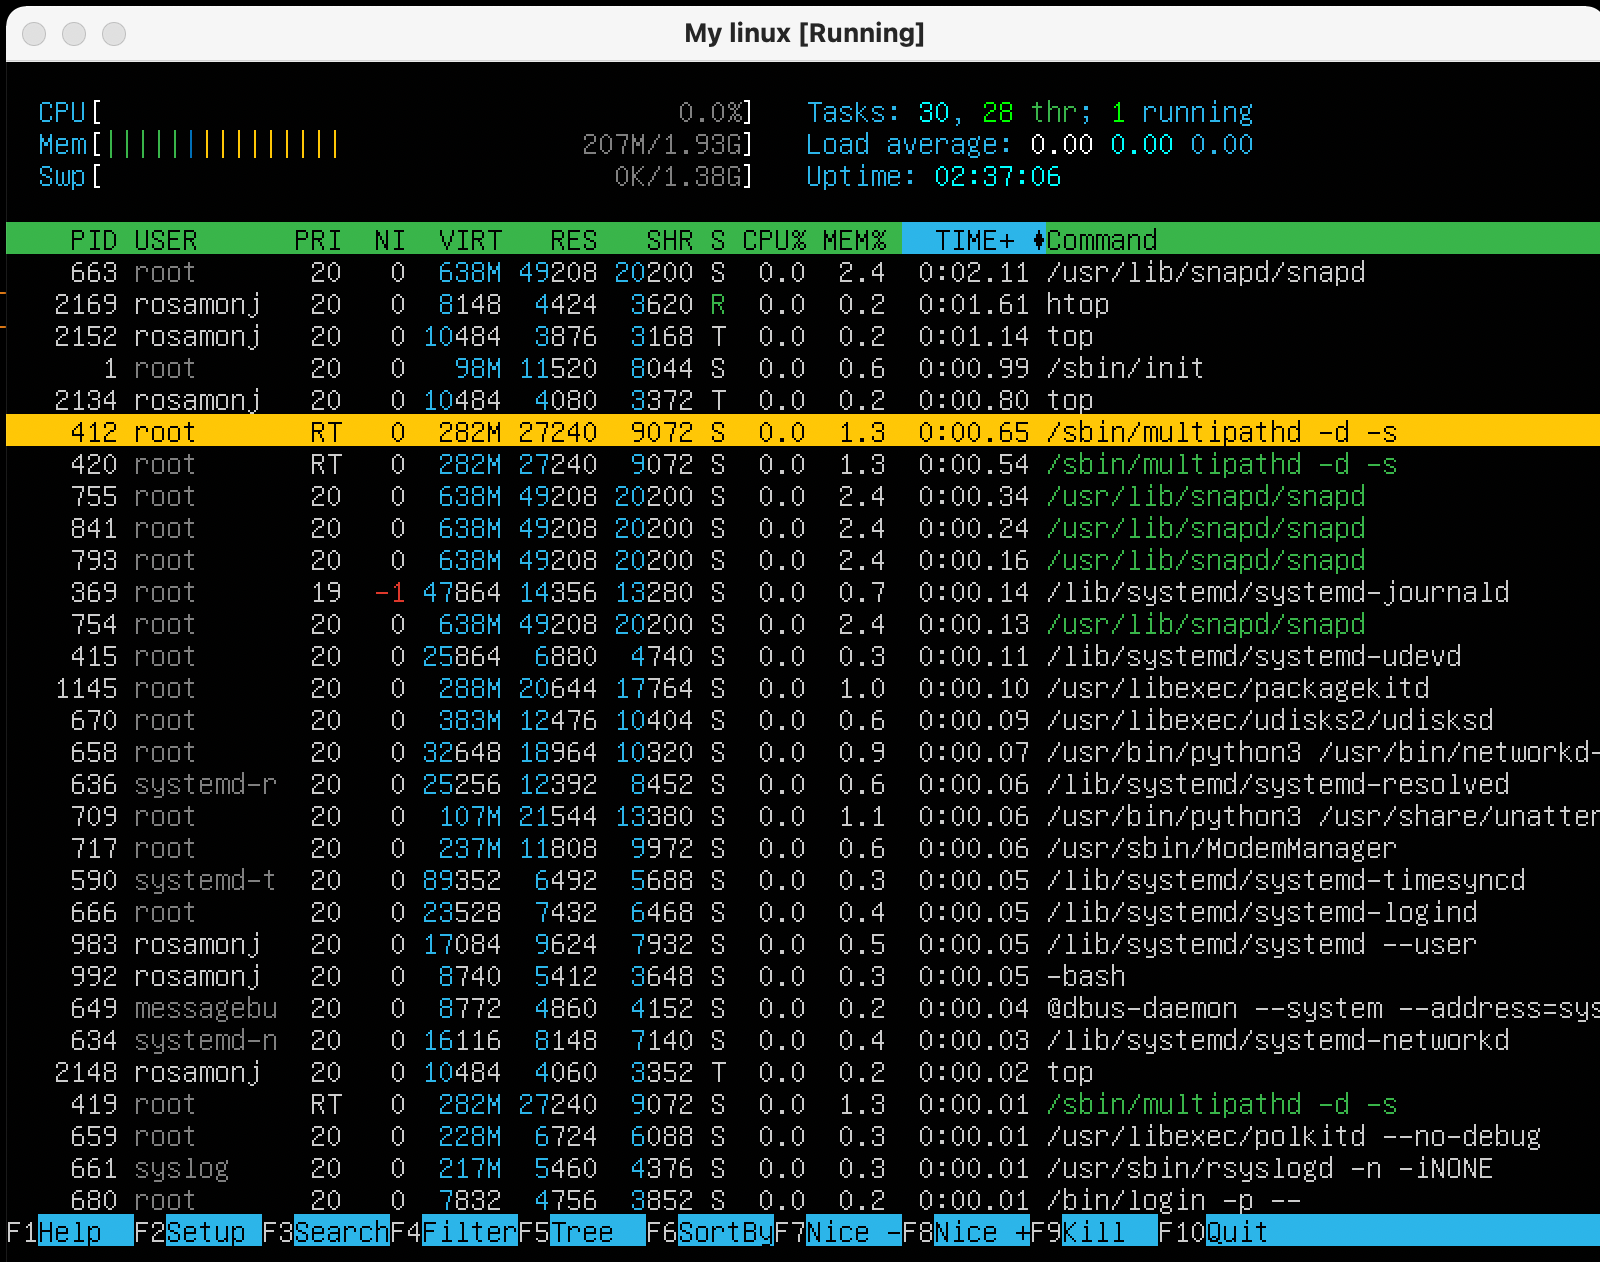 My linux [Running]
CPU[ 0.0%] Tasks: 30, 28 thr; 1 running
Mem[||||||||||||||| 207M/1.93G] Load average: 0.00 0.00 0.00
Swp[ 0K/1.38G] Uptime: 02:37:06
PID USER PRI NI VIRT RES SHR S CPU% MEM% TIME+ Command
663 root 20 0 638M 49208 20200 S 0.0 2.4 0:02.11 /usr/lib/snapd/snapd
2169 rosamonj 20 0 8148 4424 3620 R 0.0 0.2 0:01.61 htop
2152 rosamonj 20 0 10484 3876 3168 T 0.0 0.2 0:01.14 top
1 root 20 0 98M 11520 8044 S 0.0 0.6 0:00.99 /sbin/init
2134 rosamonj 20 0 10484 4080 3372 T 0.0 0.2 0:00.80 top
412 root RT 0 282M 27240 9072 S 0.0 1.3 0:00.65 /sbin/multipathd -d -s
420 root RT 0 282M 27240 9072 S 0.0 1.3 0:00.54 /sbin/multipathd -d -s
755 root 20 0 638M 49208 20200 S 0.0 2.4 0:00.34 /usr/lib/snapd/snapd
841 root 20 0 638M 49208 20200 S 0.0 2.4 0:00.24 /usr/lib/snapd/snapd
793 root 20 0 638M 49208 20200 S 0.0 2.4 0:00.16 /usr/lib/snapd/snapd
369 root 19 -1 47864 14356 13280 S 0.0 0.7 0:00.14 /lib/systemd/systemd-journald
754 root 20 0 638M 49208 20200 S 0.0 2.4 0:00.13 /usr/lib/snapd/snapd
415 root 20 0 25864 6880 4740 S 0.0 0.3 0:00.11 /lib/systemd/systemd-udevd
1145 root 20 0 288M 20644 17764 S 0.0 1.0 0:00.10 /usr/libexec/packagekitd
670 root 20 0 383M 12476 10404 S 0.0 0.6 0:00.09 /usr/libexec/udisks2/udisksd
658 root 20 0 32648 18964 10320 S 0.0 0.9 0:00.07 /usr/bin/python3 /usr/bin/networkd-
636 systemd-r 20 0 25256 12392 8452 S 0.0 0.6 0:00.06 /lib/systemd/systemd-resolved
709 root 20 0 107M 21544 13380 S 0.0 1.1 0:00.06 /usr/bin/python3 /usr/share/unatter
717 root 20 0 237M 11808 9972 S 0.0 0.6 0:00.06 /usr/sbin/ModemManager
590 systemd-t 20 0 89352 6492 5688 S 0.0 0.3 0:00.05 /lib/systemd/systemd-timesyncd
666 root 20 0 23528 7432 6468 S 0.0 0.4 0:00.05 /lib/systemd/systemd-logind
983 rosamonj 20 0 17084 9624 7932 S 0.0 0.5 0:00.05 /lib/systemd/systemd --user
992 rosamonj 20 0 8740 5412 3648 S 0.0 0.3 0:00.05 -bash
649 messagebu 20 0 8772 4860 4152 S 0.0 0.2 0:00.04 @dbus-daemon --system --address=sys
634 systemd-n 20 0 16116 8148 7140 S 0.0 0.4 0:00.03 /lib/systemd/systemd-networkd
2148 rosamonj 20 0 10484 4060 3352 T 0.0 0.2 0:00.02 top
419 root RT 0 282M 27240 9072 S 0.0 1.3 0:00.01 /sbin/multipathd -d -s
659 root 20 0 228M 6724 6088 S 0.0 0.3 0:00.01 /usr/libexec/polkitd --no-debug
661 syslog 20 0 217M 5460 4376 S 0.0 0.3 0:00.01 /usr/sbin/rsyslogd -n -iNONE
680 root 20 0 7832 4756 3852 S 0.0 0.2 0:00.01 /bin/login -p --
F1Help F2Setup F3SearchF4FilterF5Tree F6SortByF7Nice -F8Nice +F9Kill F10Quit